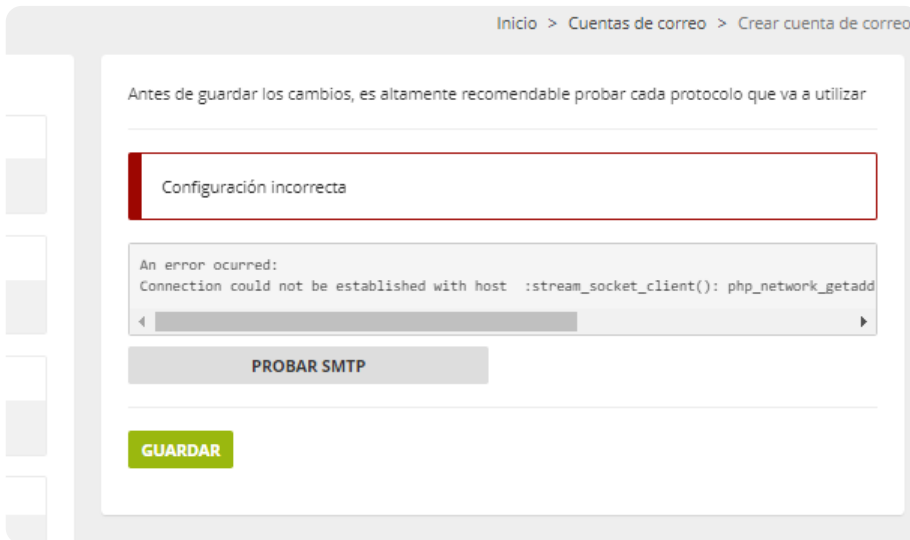 Inicio > Cuentas de correo > Crear cuenta de correo
Antes de guardar los cambios, es altamente recomendable probar cada protocolo que va a utilizar
Configuración incorrecta
An error ocurred:
Connection could not be established with host :stream_socket_client(): php_network_getadd
PROBAR SMTP
GUARDAR